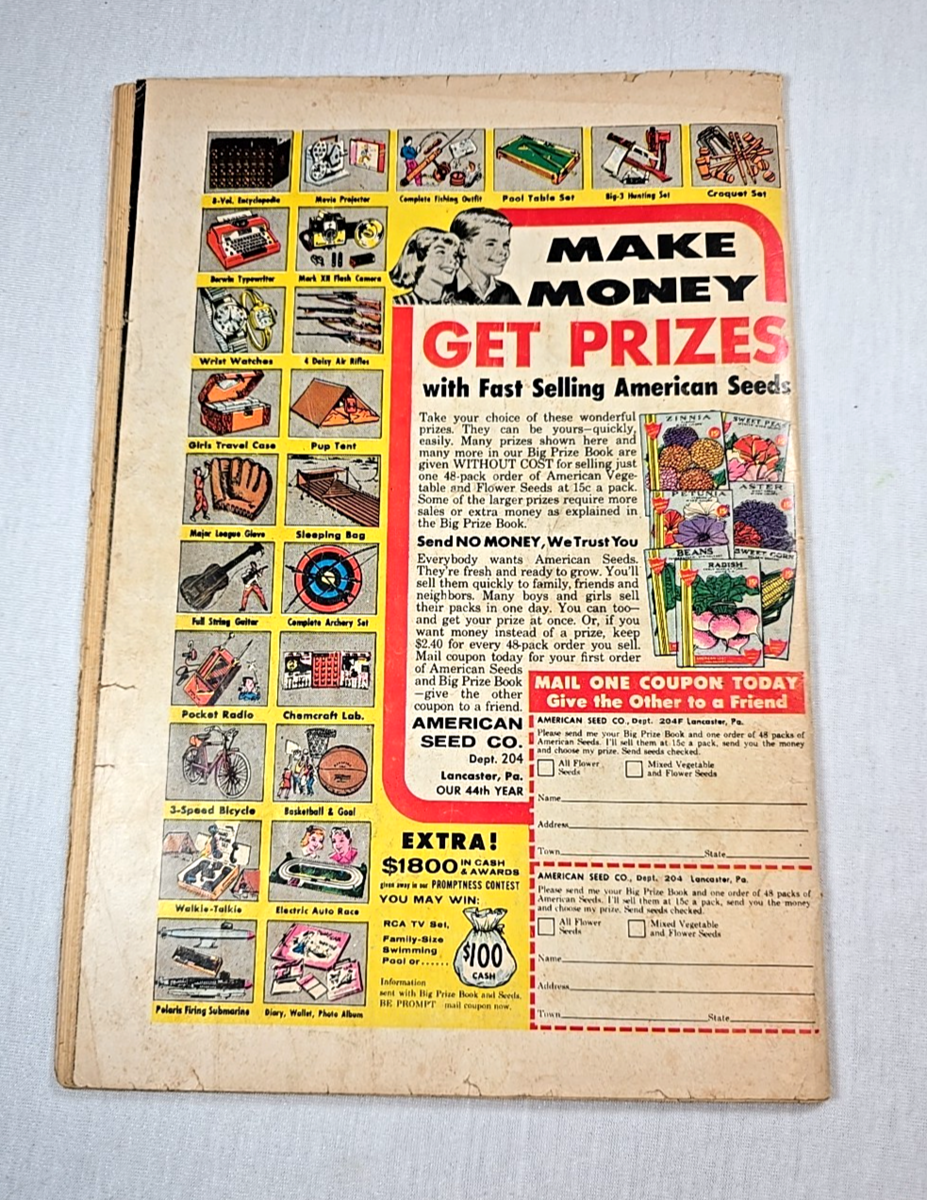 8-Vol. Encyclopedia
Movie Projector
Complete Fishing Outfit
Pool Table Set
Big-3 Hunting Set
Croquet Set
Berwin Typewriter
Mark XII Flash Camera
Wrist Watches
4 Daisy Air Rifles
Girls Travel Case
Pup Tent
Major League Glove
Sleeping Bag
Full String Guitar
Complete Archery Set
Pocket Radio
Chemcraft Lab.
3-Speed Bicycle
Basketball & Goal
Walkie-Talkie
Electric Auto Race
Polaris Firing Submarine
Diary, Wallet, Photo Album
MAKE
MONEY
GET PRIZES
with Fast Selling American Seeds
Take your choice of these wonderful
prizes. They can be yours—quickly,
easily. Many prizes shown here and
many more in our Big Prize Book are
given WITHOUT COST for selling just
one 48-pack order of American Vege-
table and Flower Seeds at 15c a pack.
Some of the larger prizes require more
sales or extra money as explained in
the Big Prize Book.
Send NO MONEY, We Trust You
Everybody wants American Seeds.
They're fresh and ready to grow. You'll
sell them quickly to family, friends and
neighbors. Many boys and girls sell
their packs in one day. You can too—
and get your prize at once. Or, if you
want money instead of a prize, keep
$2.40 for every 48-pack order you sell.
Mail coupon today for your first order
of American Seeds
and Big Prize Book
—give the other
coupon to a friend.
AMERICAN
SEED CO.
Dept. 204
Lancaster, Pa.
OUR 44th YEAR
ZINNIA
SWEET PEAS
PETUNIA
ASTER
BEANS
SWEET CORN
RADISH
MAIL ONE COUPON TODAY
Give the Other to a Friend
AMERICAN SEED CO., Dept. 204F Lancaster, Pa.
Please send me your Big Prize Book and one order of 48 packs of
American Seeds. I'll sell them at 15c a pack, send you the money
and choose my prize. Send seeds checked.
All Flower
Seeds
Mixed Vegetable
and Flower Seeds
Name
Address
Town State
AMERICAN SEED CO., Dept. 204 Lancaster, Pa.
Please send me your Big Prize Book and one order of 48 packs of
American Seeds. I'll sell them at 15c a pack, send you the money
and choose my prize. Send seeds checked.
All Flower
Seeds
Mixed Vegetable
and Flower Seeds
Name
Address
Town State
EXTRA!
$1800 IN CASH & AWARDS
given away in our PROMPTNESS CONTEST
YOU MAY WIN:
RCA TV Set,
Family-Size
Swimming
Pool or......
$100
CASH
Information
sent with Big Prize Book and Seeds.
BE PROMPT mail coupon now.